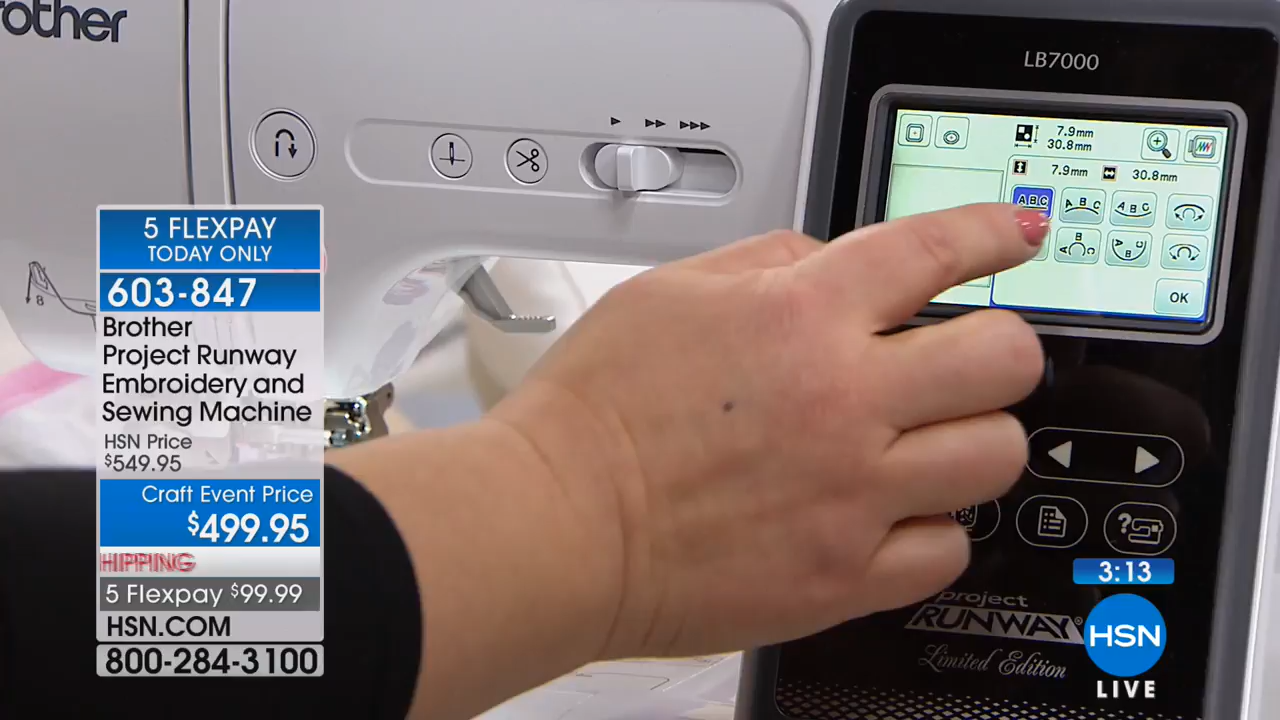 rother
LB7000
7.9mm
30.8mm
7.9mm
30.8mm
ABC
ABC
ABC
B
A C
A B C
OK
B
5 FLEXPAY
TODAY ONLY
603-847
Brother
Project Runway
Embroidery and
Sewing Machine
HSN Price
$549.95
Craft Event Price
$499.95
HIPPING
5 Flexpay $99.99
HSN.COM
800-284-3100
?
project
RUNWAY®
Limited Edition
3:13
HSN
LIVE